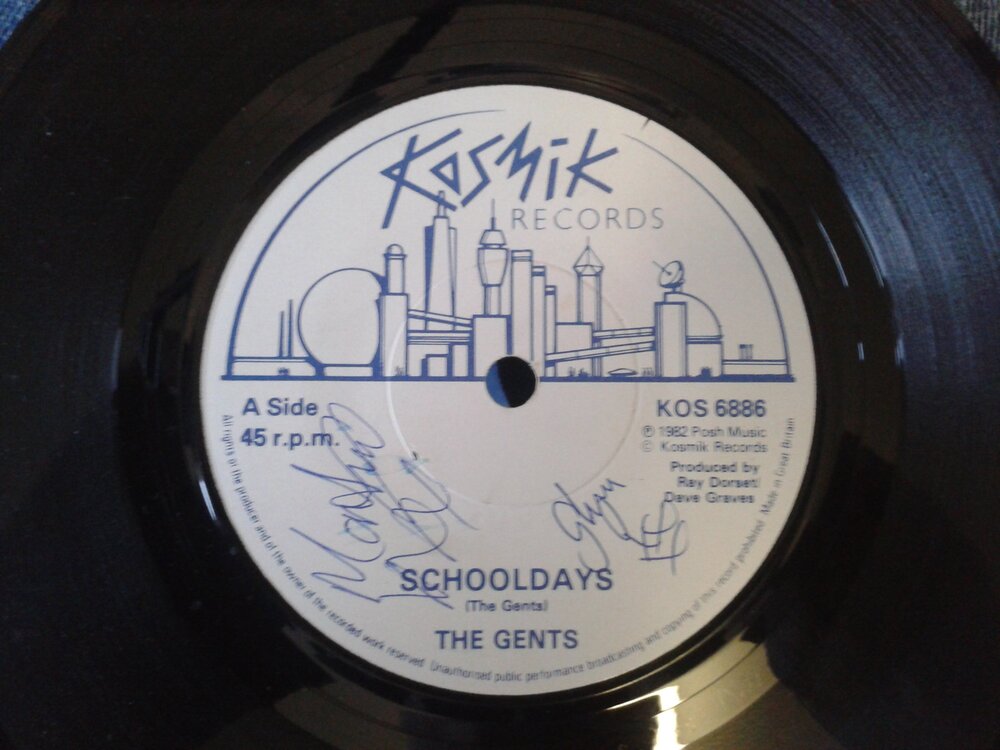 Kosmik
RECORDS
A Side
45 r.p.m.
KOS 6886
℗ 1982 Posh Music
© Kosmik Records
Produced by
Ray Dorset/
Dave Graves
Martin
Glyn
SCHOOLDAYS
(The Gents)
THE GENTS
All rights of the producer and of the owner of the recorded work reserved. Unauthorised public performance broadcasting and copying of this record prohibited. Made in Great Britain